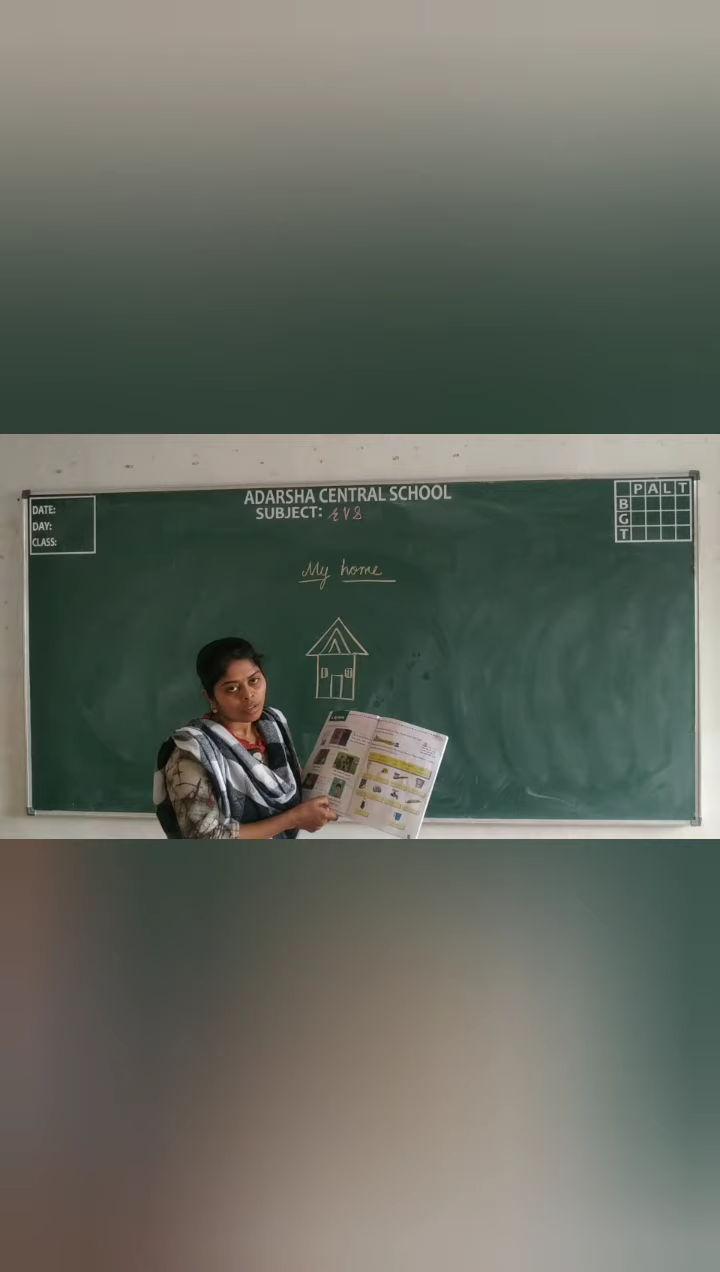 ADARSHA CENTRAL SCHOOL
SUBJECT: EVS
DATE:
DAY:
CLASS:
P A L T
B
G
T
My home